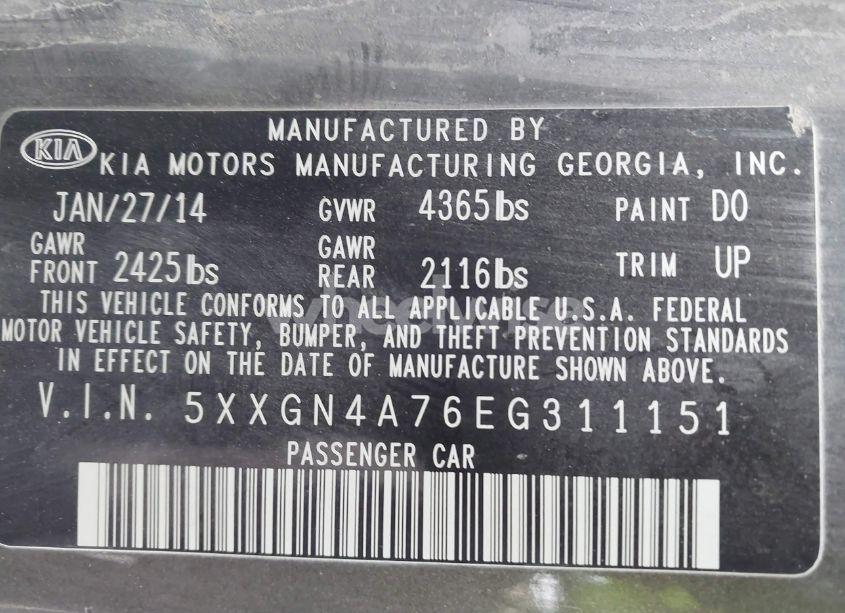 MANUFACTURED BY
KIA KIA MOTORS MANUFACTURING GEORGIA, INC.
JAN/27/14 GVWR 4365lbs PAINT D0
GAWR FRONT 2425lbs GAWR REAR 2116lbs TRIM UP
THIS VEHICLE CONFORMS TO ALL APPLICABLE U.S.A. FEDERAL
MOTOR VEHICLE SAFETY, BUMPER, AND THEFT PREVENTION STANDARDS
IN EFFECT ON THE DATE OF MANUFACTURE SHOWN ABOVE.
V.I.N. 5XXGN4A76EG311151
PASSENGER CAR